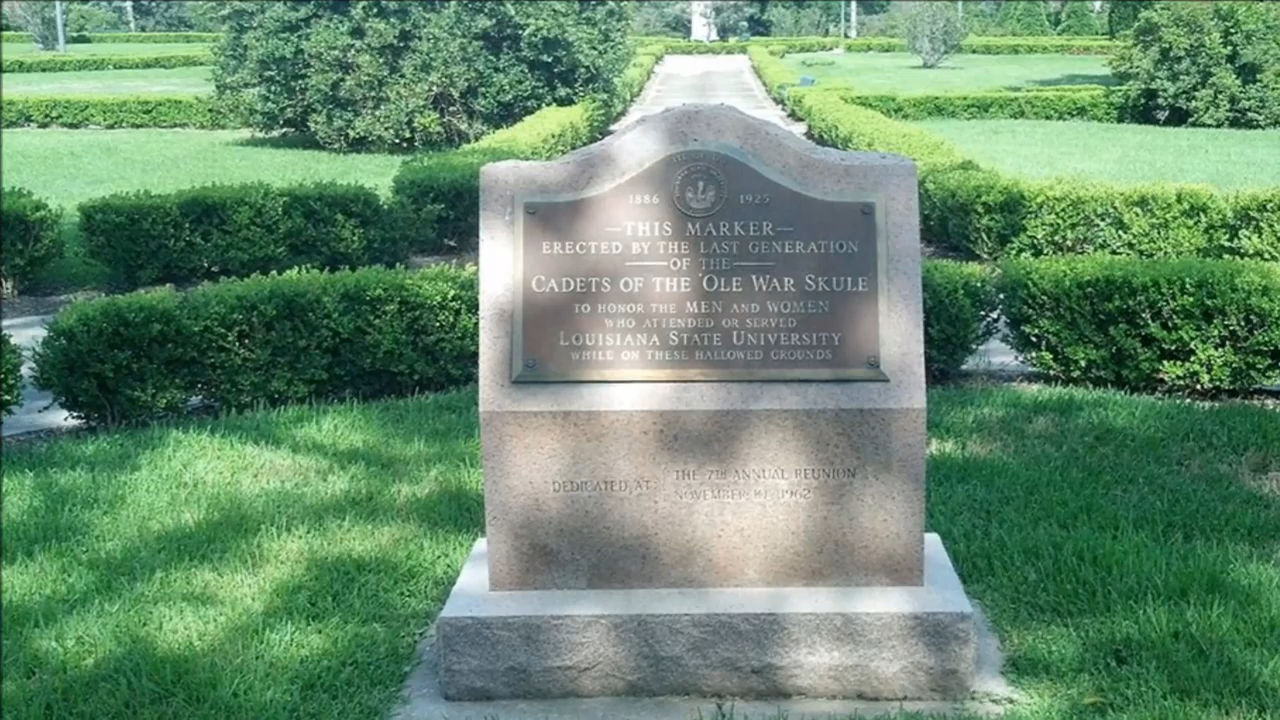 1886 1925
—THIS MARKER—
ERECTED BY THE LAST GENERATION
—OF THE—
CADETS OF THE 'OLE WAR SKULE'
TO HONOR THE MEN AND WOMEN
WHO ATTENDED OR SERVED
LOUISIANA STATE UNIVERSITY
WHILE ON THESE HALLOWED GROUNDS
DEDICATED AT THE 7TH ANNUAL REUNION
NOVEMBER 1962